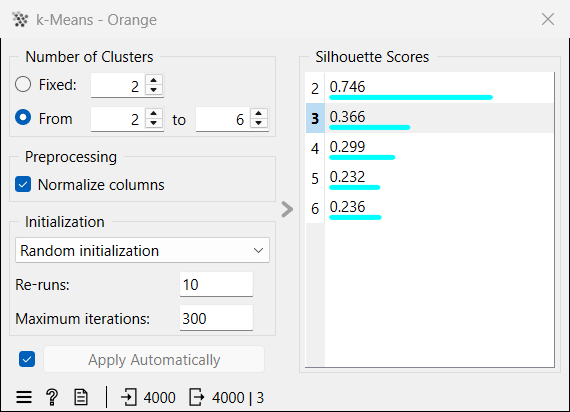 k-Means - Orange
Number of Clusters
Fixed: 2
From 2 to 6
Preprocessing
Normalize columns
Initialization
Random initialization
Re-runs: 10
Maximum iterations: 300
Apply Automatically
4000 4000 | 3
Silhouette Scores
2 0.746
3 0.366
4 0.299
5 0.232
6 0.236